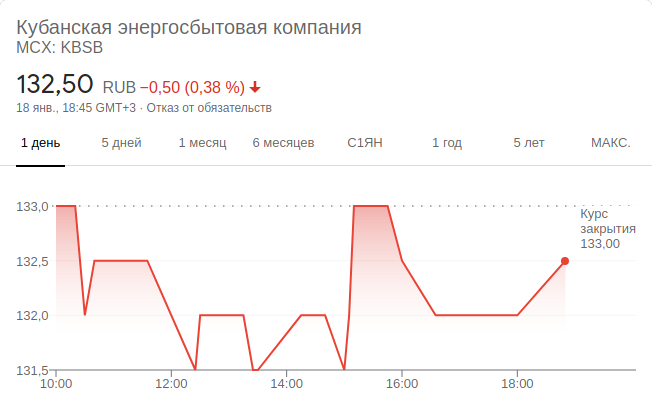 Кубанская энергосбытовая компания
MCX: KBSB
132,50 RUB −0,50 (0,38 %)
18 янв., 18:45 GMT+3 · Отказ от обязательств
1 день 5 дней 1 месяц 6 месяцев С1ЯН 1 год 5 лет МАКС.
133,0
Курс
закрытия
133,00
132,5
132,0
131,5
10:00 12:00 14:00 16:00 18:00